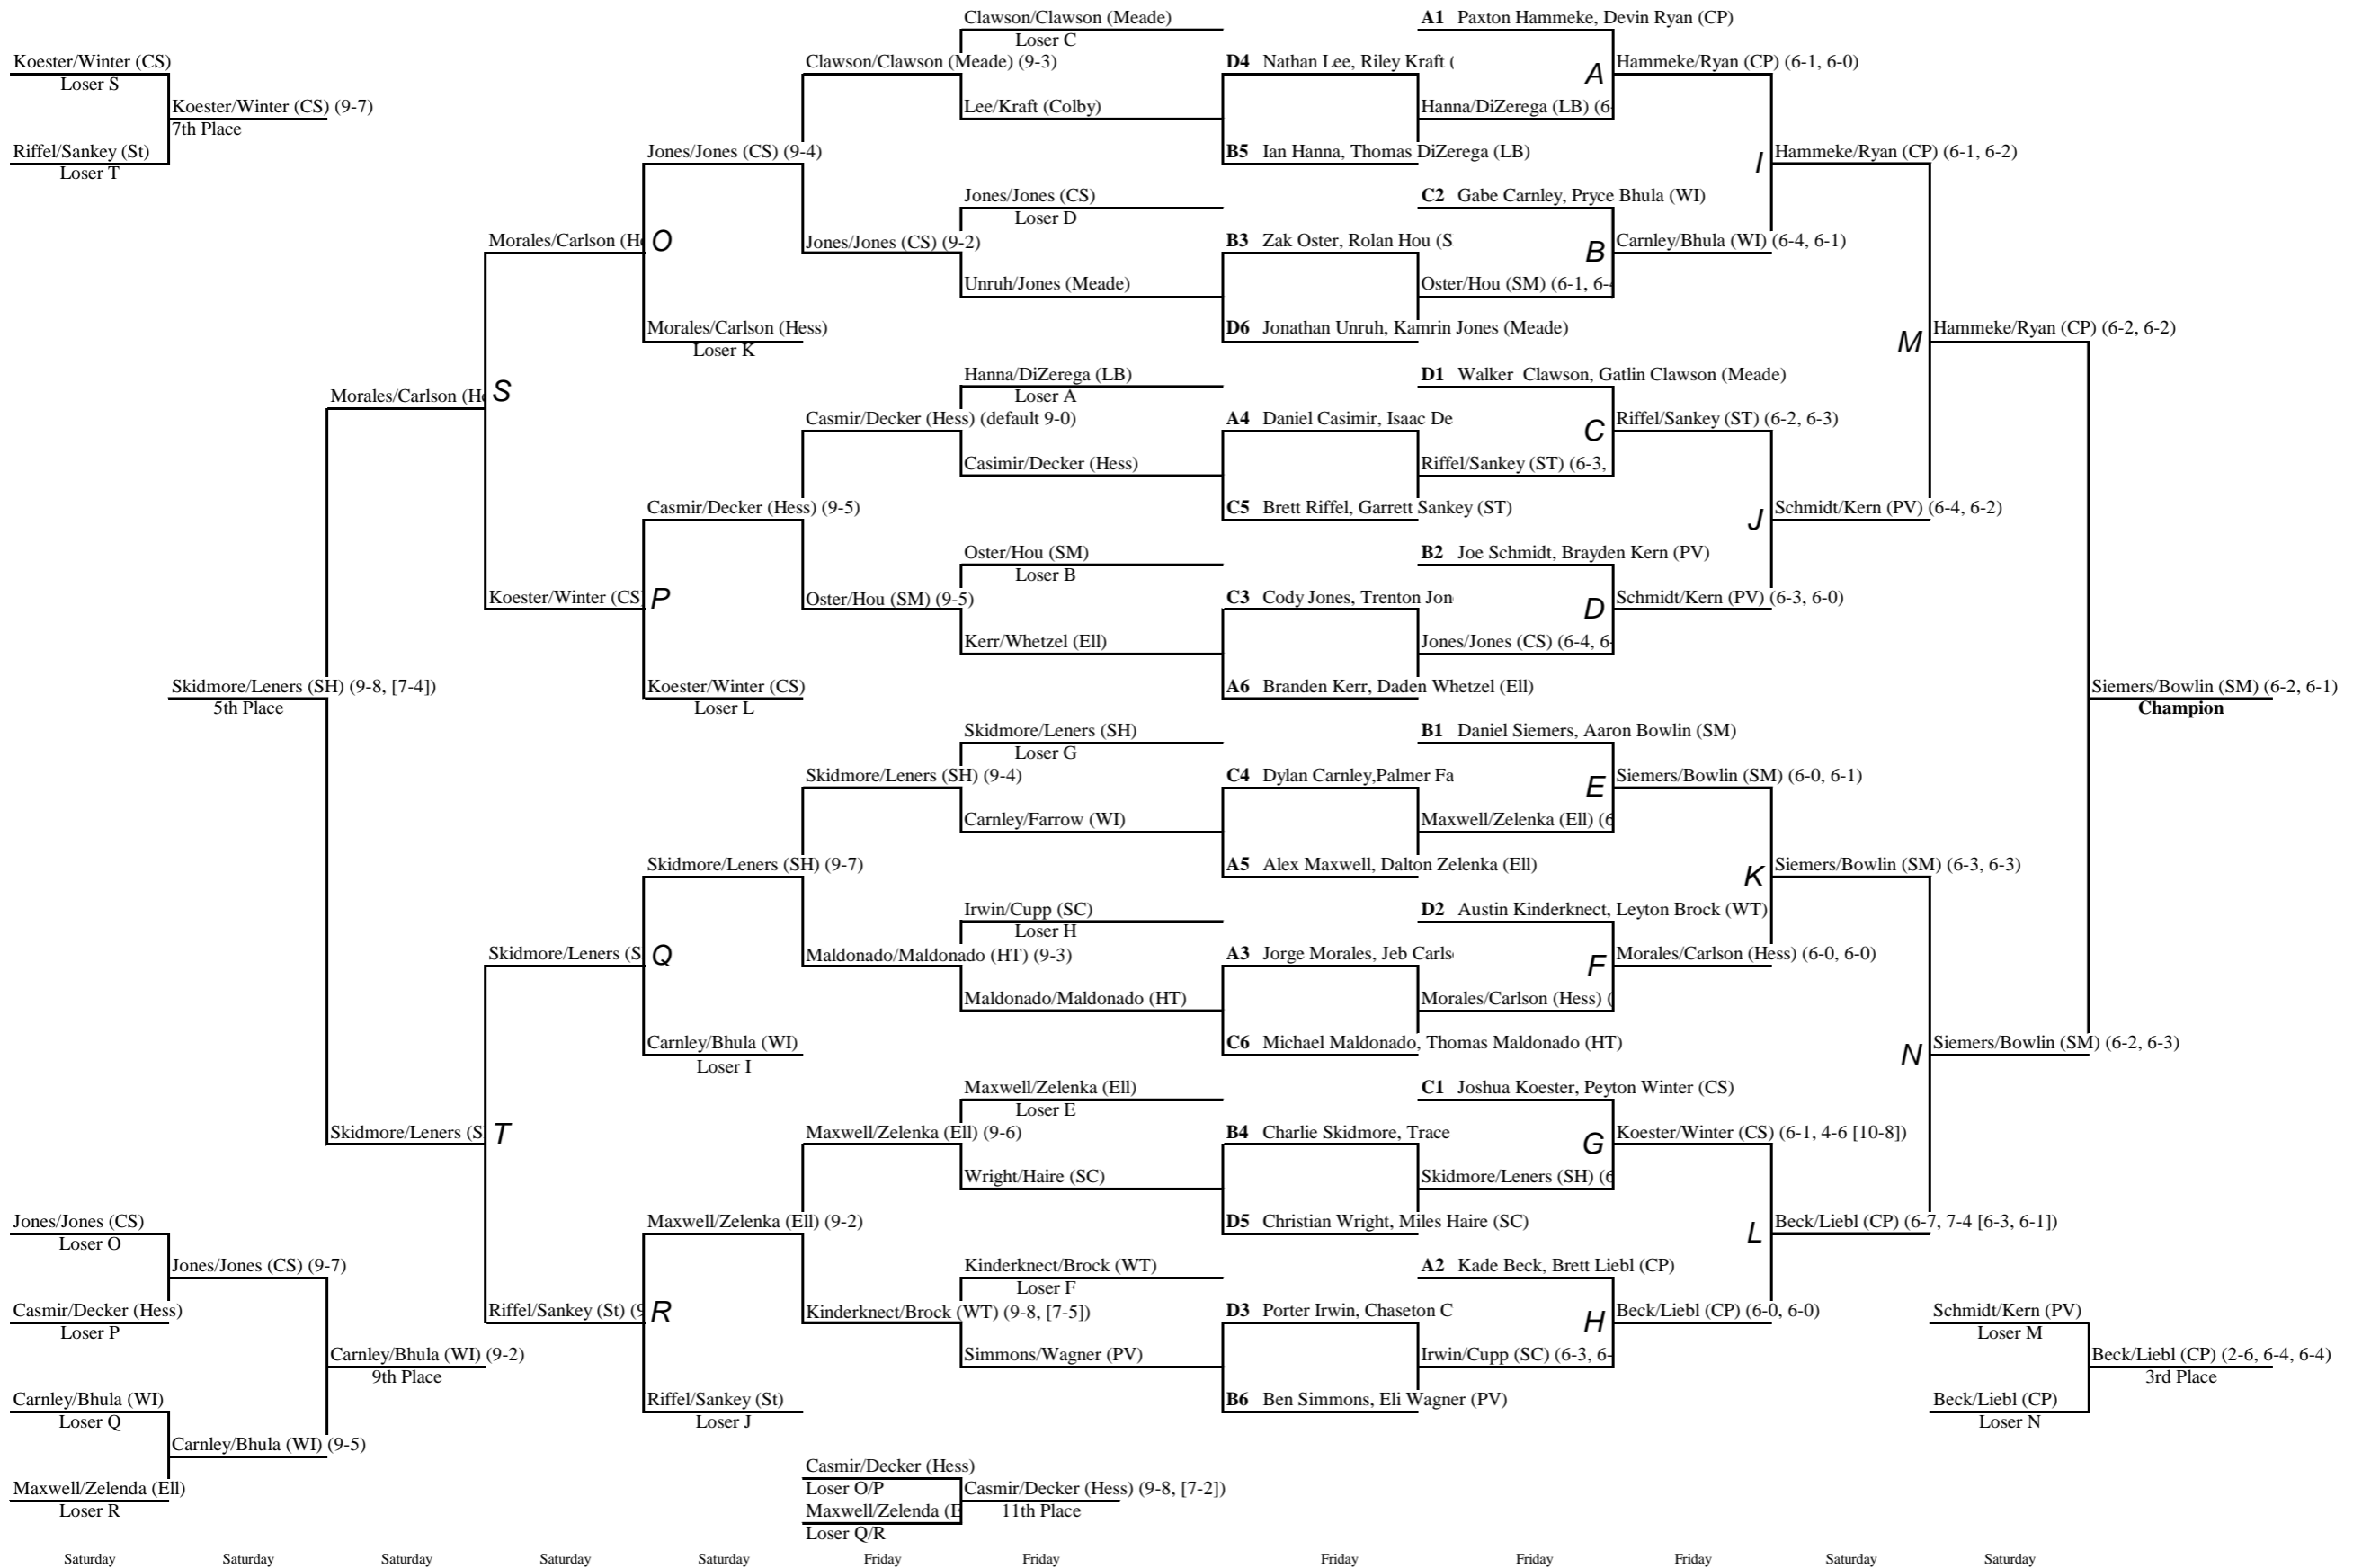 Clawson/Clawson (Meade)
Loser C
A1 Paxton Hammeke, Devin Ryan (CP)
Koester/Winter (CS)
Loser S
Clawson/Clawson (Meade) (9-3)
D4 Nathan Lee, Riley Kraft (
A
Hammeke/Ryan (CP) (6-1, 6-0)
Koester/Winter (CS) (9-7)
7th Place
Lee/Kraft (Colby)
Hanna/DiZerega (LB) (6-
Riffel/Sankey (St)
Loser T
Jones/Jones (CS) (9-4)
B5 Ian Hanna, Thomas DiZerega (LB)
I
Hammeke/Ryan (CP) (6-1, 6-2)
Jones/Jones (CS)
Loser D
C2 Gabe Carnley, Pryce Bhula (WI)
Morales/Carlson (He
O
Jones/Jones (CS) (9-2)
B3 Zak Oster, Rolan Hou (S
B
Carnley/Bhula (WI) (6-4, 6-1)
Unruh/Jones (Meade)
Oster/Hou (SM) (6-1, 6-4
Morales/Carlson (Hess)
Loser K
D6 Jonathan Unruh, Kamrin Jones (Meade)
M
Hammeke/Ryan (CP) (6-2, 6-2)
Hanna/DiZerega (LB)
Loser A
D1 Walker Clawson, Gatlin Clawson (Meade)
Morales/Carlson (He
S
Casmir/Decker (Hess) (default 9-0)
A4 Daniel Casimir, Isaac De
C
Riffel/Sankey (ST) (6-2, 6-3)
Casimir/Decker (Hess)
Riffel/Sankey (ST) (6-3,
Casmir/Decker (Hess) (9-5)
C5 Brett Riffel, Garrett Sankey (ST)
J
Schmidt/Kern (PV) (6-4, 6-2)
Oster/Hou (SM)
Loser B
B2 Joe Schmidt, Brayden Kern (PV)
Koester/Winter (CS
P
Oster/Hou (SM) (9-5)
C3 Cody Jones, Trenton Jon
D
Schmidt/Kern (PV) (6-3, 6-0)
Kerr/Whetzel (Ell)
Jones/Jones (CS) (6-4, 6-
Skidmore/Leners (SH) (9-8, [7-4])
5th Place
Koester/Winter (CS)
Loser L
A6 Branden Kerr, Daden Whetzel (Ell)
Siemers/Bowlin (SM) (6-2, 6-1)
Champion
Skidmore/Leners (SH)
Loser G
B1 Daniel Siemers, Aaron Bowlin (SM)
Skidmore/Leners (SH) (9-4)
C4 Dylan Carnley,Palmer Fa
E
Siemers/Bowlin (SM) (6-0, 6-1)
Carnley/Farrow (WI)
Maxwell/Zelenka (Ell) (6
Skidmore/Leners (SH) (9-7)
A5 Alex Maxwell, Dalton Zelenka (Ell)
K
Siemers/Bowlin (SM) (6-3, 6-3)
Irwin/Cupp (SC)
Loser H
D2 Austin Kinderknect, Leyton Brock (WT)
Skidmore/Leners (S
Q
Maldonado/Maldonado (HT) (9-3)
A3 Jorge Morales, Jeb Carls
F
Morales/Carlson (Hess) (6-0, 6-0)
Maldonado/Maldonado (HT)
Morales/Carlson (Hess) (
Carnley/Bhula (WI)
Loser I
C6 Michael Maldonado, Thomas Maldonado (HT)
N
Siemers/Bowlin (SM) (6-2, 6-3)
Maxwell/Zelenka (Ell)
Loser E
C1 Joshua Koester, Peyton Winter (CS)
Skidmore/Leners (S
T
Maxwell/Zelenka (Ell) (9-6)
B4 Charlie Skidmore, Trace
G
Koester/Winter (CS) (6-1, 4-6 [10-8])
Wright/Haire (SC)
Skidmore/Leners (SH) (6
Jones/Jones (CS)
Loser O
Maxwell/Zelenka (Ell) (9-2)
D5 Christian Wright, Miles Haire (SC)
L
Beck/Liebl (CP) (6-7, 7-4 [6-3, 6-1])
Jones/Jones (CS) (9-7)
Kinderknect/Brock (WT)
Loser F
A2 Kade Beck, Brett Liebl (CP)
Casmir/Decker (Hess)
Loser P
Riffel/Sankey (St) (9
R
Kinderknect/Brock (WT) (9-8, [7-5])
D3 Porter Irwin, Chaseton C
H
Beck/Liebl (CP) (6-0, 6-0)
Schmidt/Kern (PV)
Loser M
Carnley/Bhula (WI) (9-2)
9th Place
Simmons/Wagner (PV)
Irwin/Cupp (SC) (6-3, 6-
Beck/Liebl (CP) (2-6, 6-4, 6-4)
3rd Place
Carnley/Bhula (WI)
Loser Q
Riffel/Sankey (St)
Loser J
B6 Ben Simmons, Eli Wagner (PV)
Beck/Liebl (CP)
Loser N
Carnley/Bhula (WI) (9-5)
Casmir/Decker (Hess)
Loser O/P
Maxwell/Zelenda (Ell)
Loser R
Casmir/Decker (Hess) (9-8, [7-2])
11th Place
Maxwell/Zelenda (E
Loser Q/R
Saturday Saturday Saturday Saturday Saturday Friday Friday Friday Friday Friday Saturday Saturday